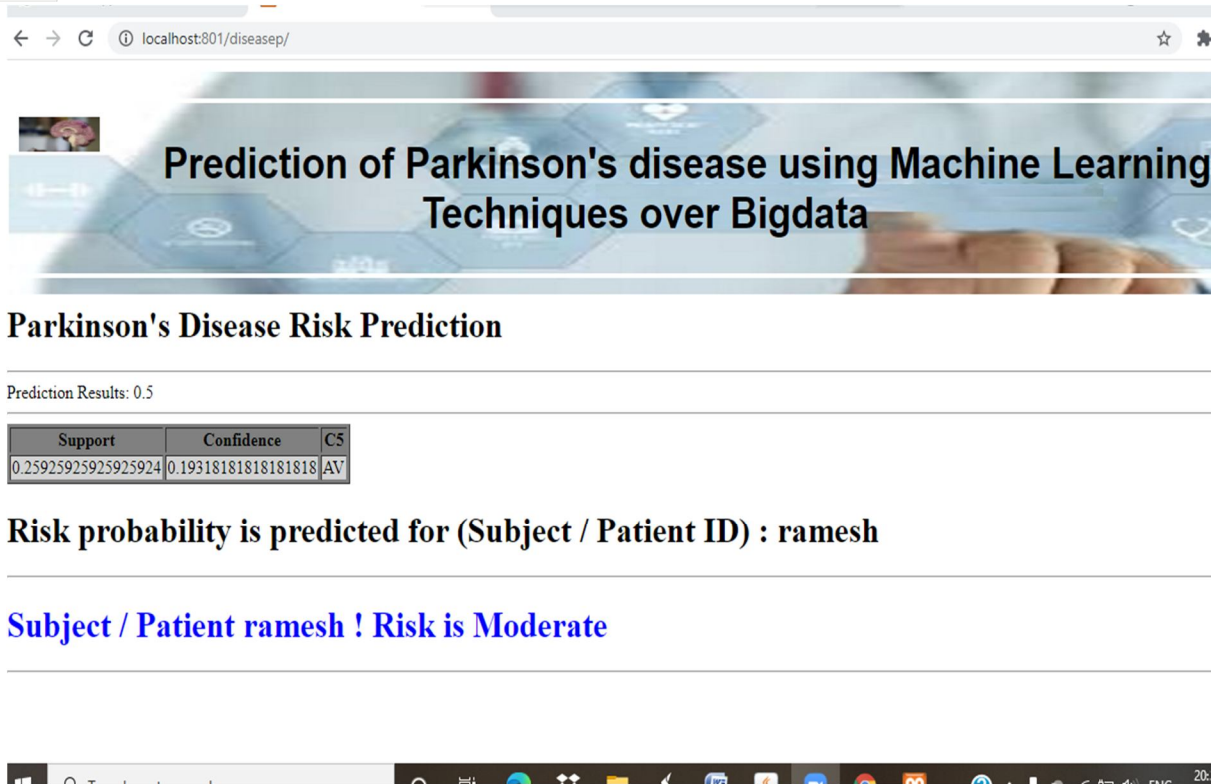 localhost:801/diseasep/
Prediction of Parkinson's disease using Machine Learning
Techniques over Bigdata
Parkinson's Disease Risk Prediction
Prediction Results: 0.5
Support Confidence C5
0.25925925925925924 0.19318181818181818 AV
Risk probability is predicted for (Subject / Patient ID) : ramesh
Subject / Patient ramesh ! Risk is Moderate